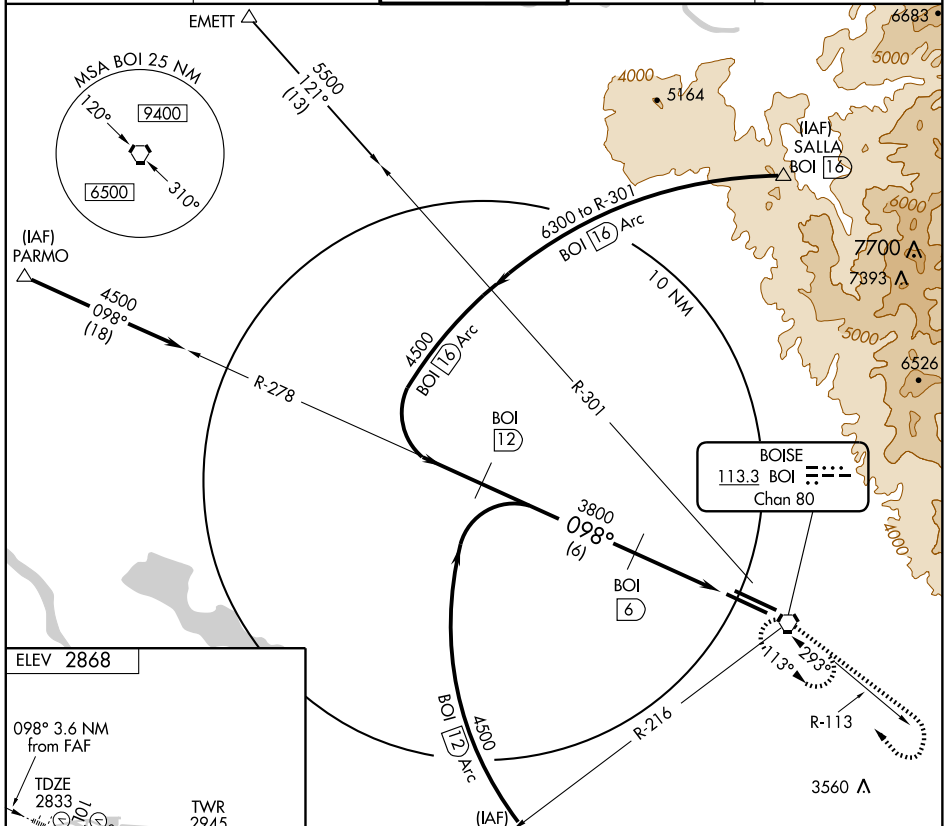 EMETT
5500
121°
(13)
MSA BOI 25 NM
120°
9400
6500
310°
6683
5000
4000
5164
(IAF)
SALLA
BOI 16
6300 to R-301
BOI 16 Arc
6000
7700
7393
10 NM
(IAF)
PARMO
4500
098°
(18)
5000
R-278
4500
BOI 16 Arc
R-301
6526
BOI
12
BOISE
113.3 BOI
Chan 80
3800
098°
(6)
4000
BOI
6
113°
293°
R-113
R-216
4500
BOI 12 Arc
3560
(IAF)
ELEV 2868
098° 3.6 NM
from FAF
TDZE
2833
10L
TWR
2945